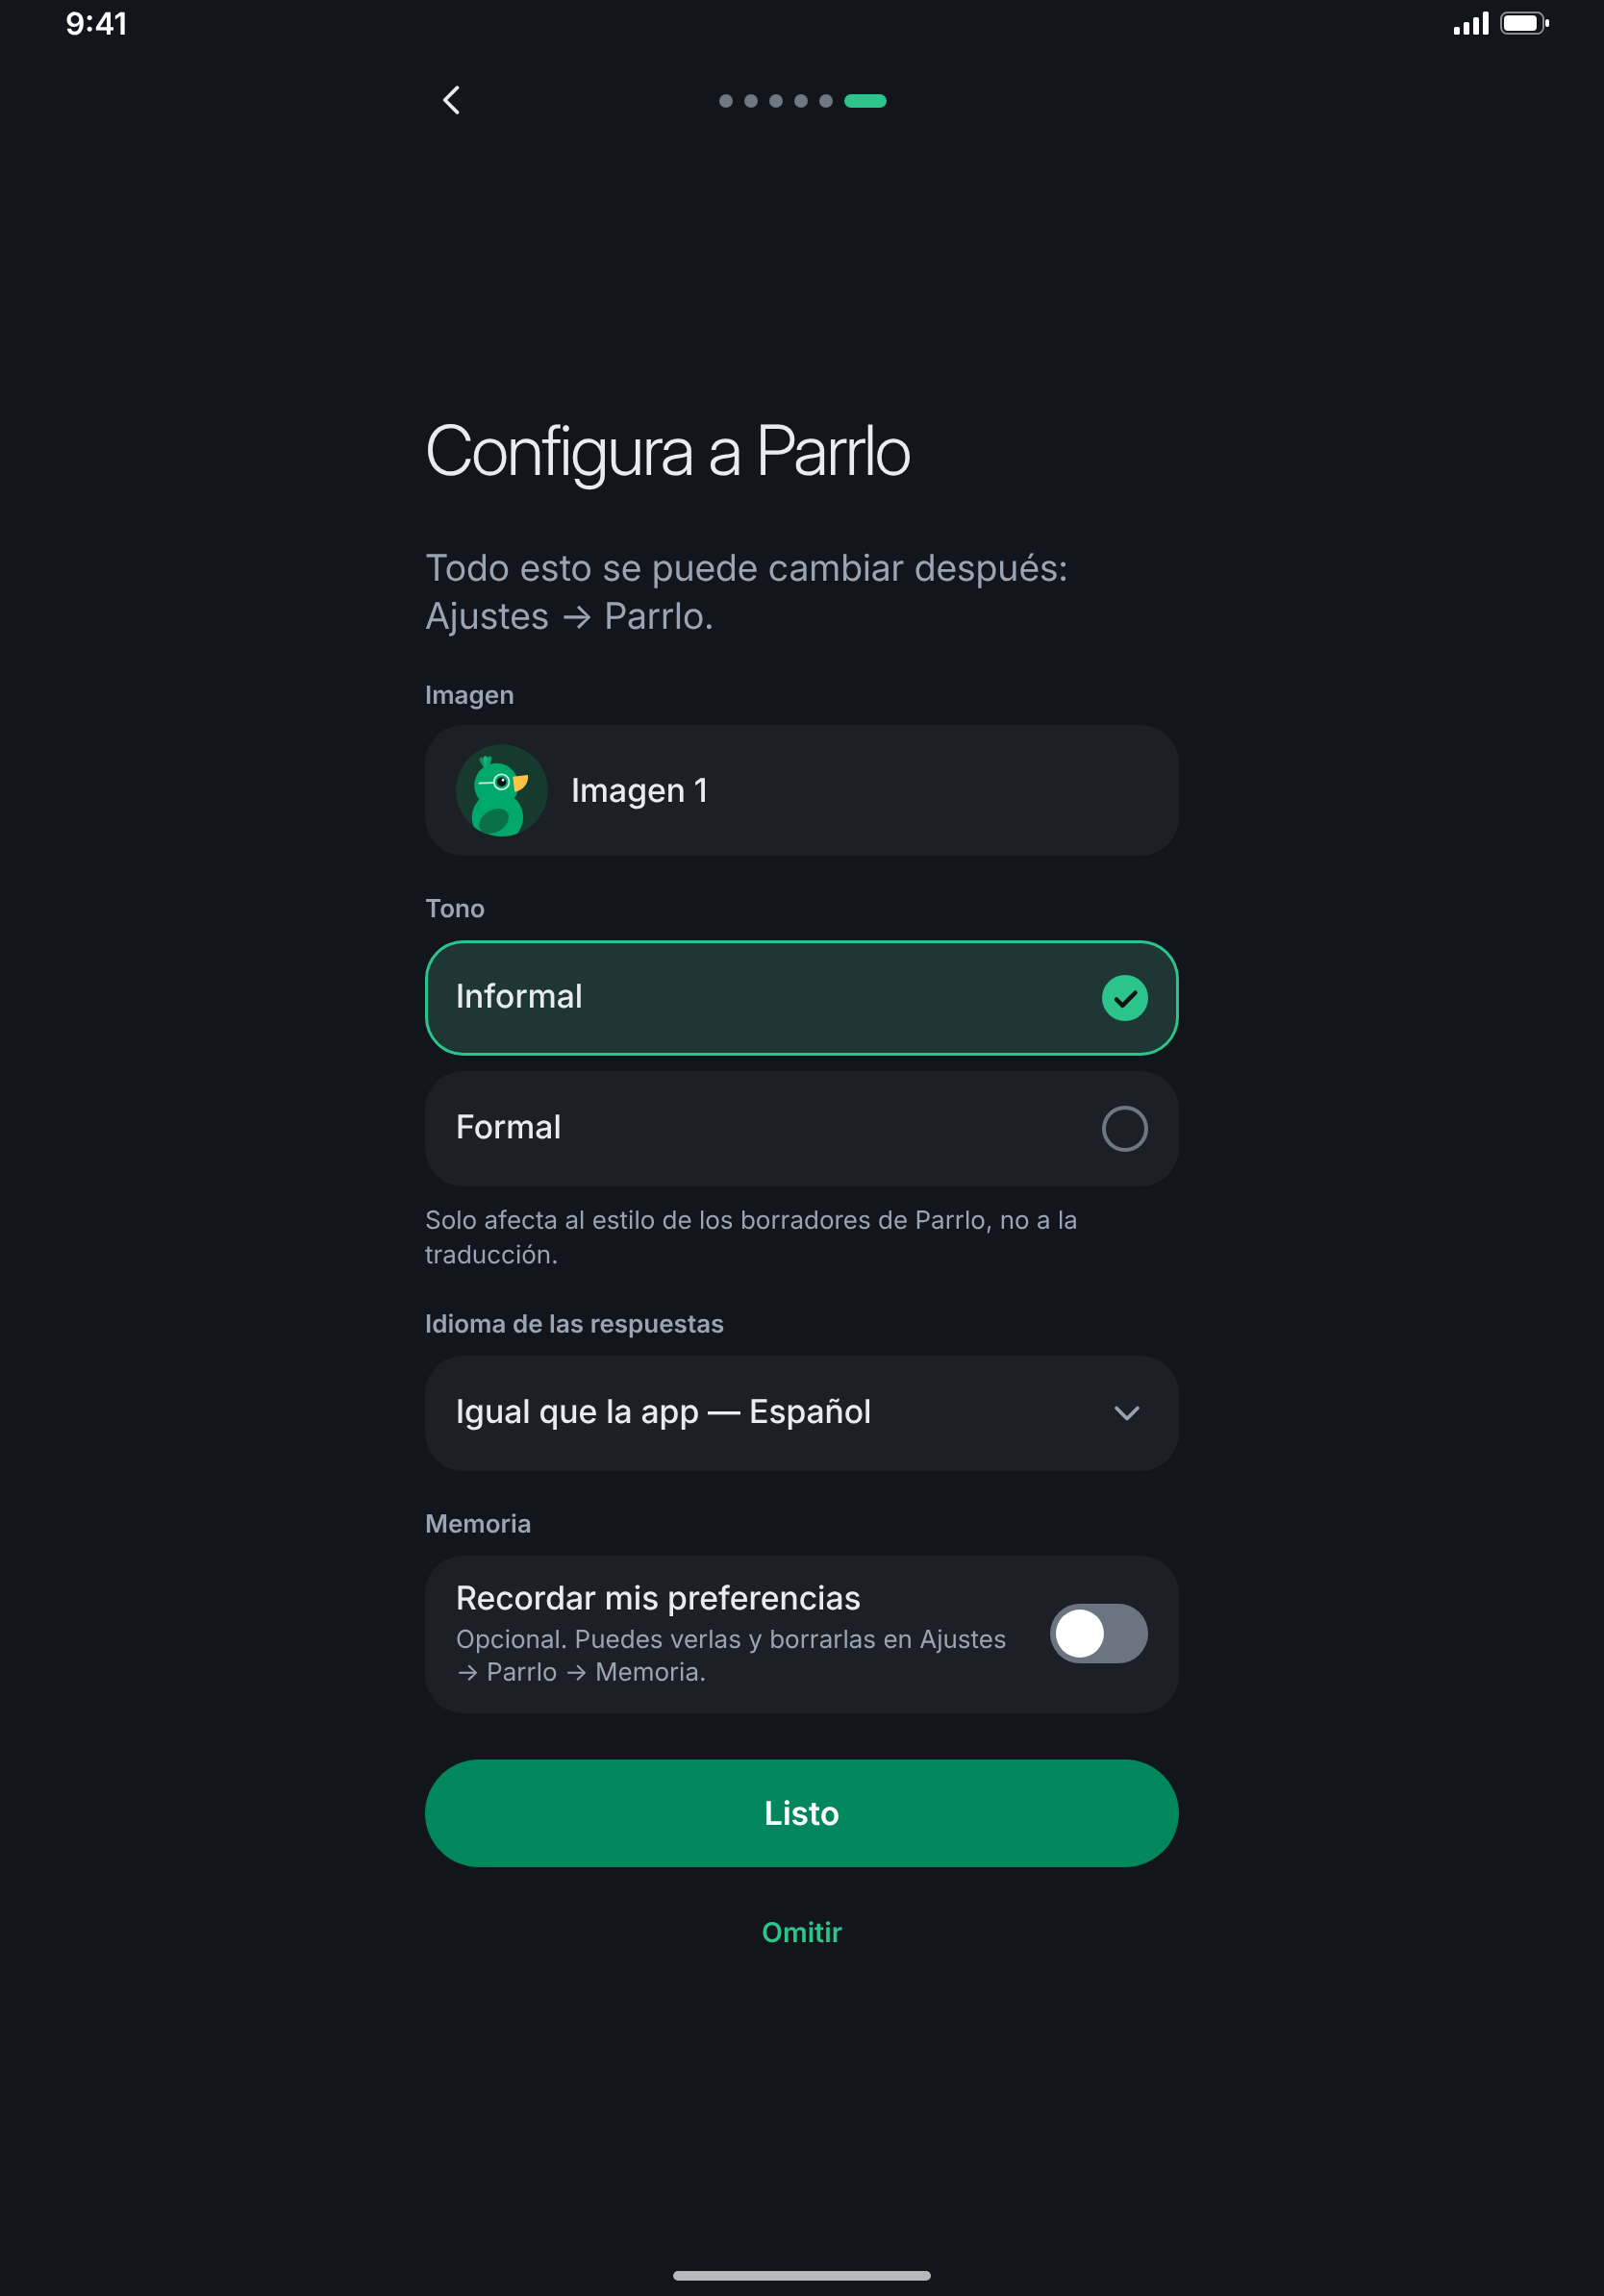 9:41
Configura a Parrlo
Todo esto se puede cambiar después:
Ajustes → Parrlo.
Imagen
Imagen 1
Tono
Informal
Formal
Solo afecta al estilo de los borradores de Parrlo, no a la
traducción.
Idioma de las respuestas
Igual que la app — Español
Memoria
Recordar mis preferencias
Opcional. Puedes verlas y borrarlas en Ajustes
→ Parrlo → Memoria.
Listo
Omitir